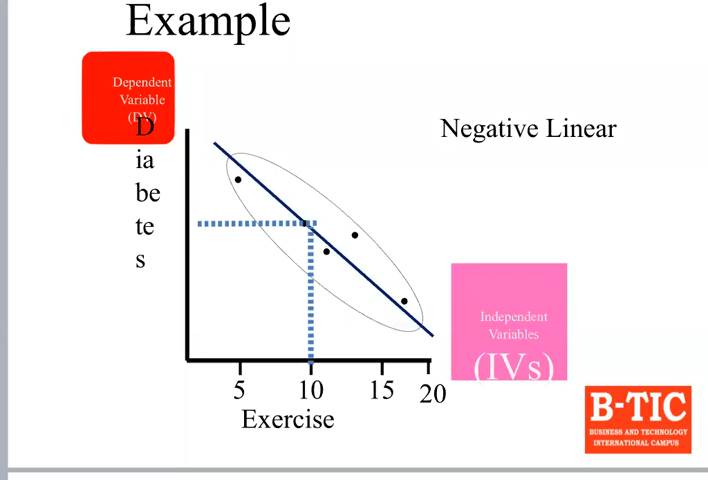 Example
Dependent
Variable
(DV)
D
ia
be
te
s
Negative Linear
Independent
Variables
(IVs)
5 10 15 20
Exercise
B-TIC
BUSINESS AND TECHNOLOGY
INTERNATIONAL CAMPUS